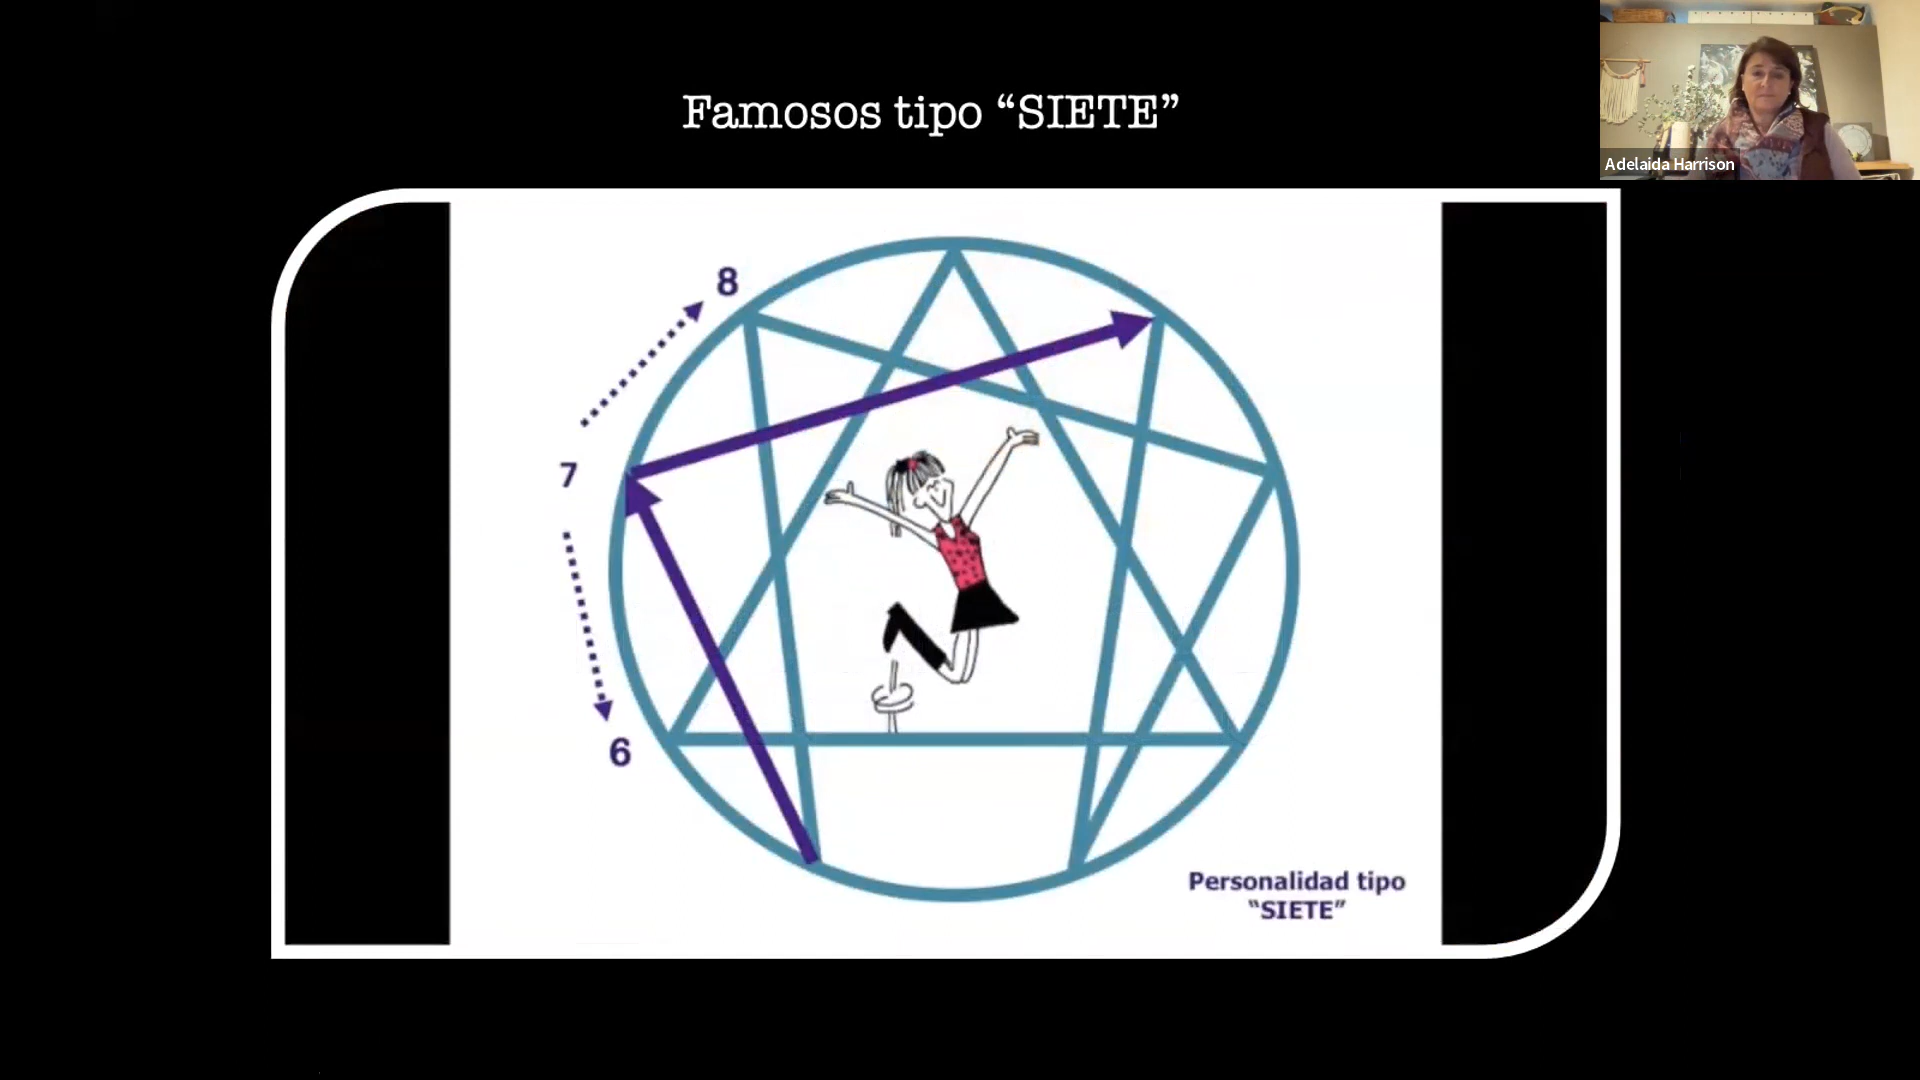 Famosos tipo “SIETE”
Adelaida Harrison
8
7
6
Personalidad tipo
“SIETE”